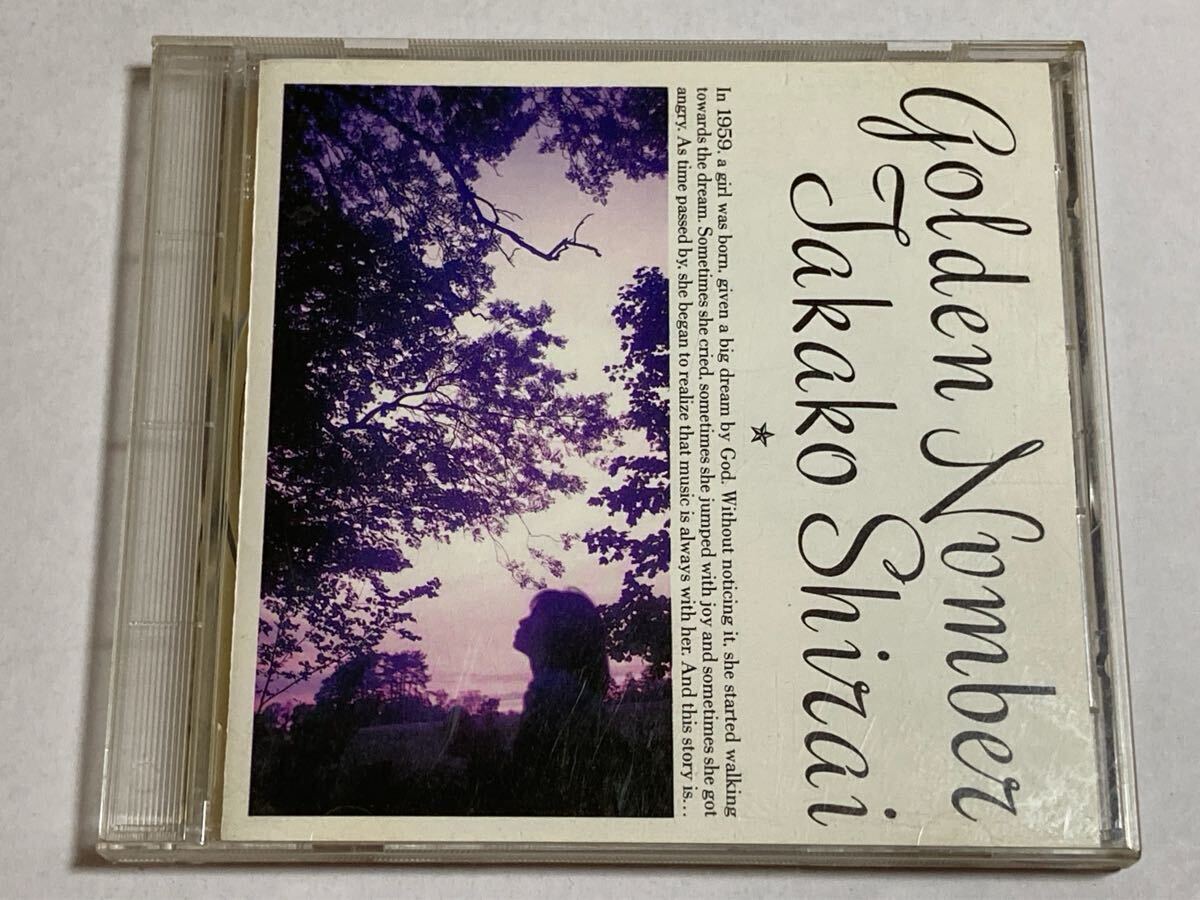 Golden Number
Takako Shirai
★
In 1959, a girl was born, given a big dream by God. Without noticing it, she started walking
towards the dream. Sometimes she cried, sometimes she jumped with joy and sometimes she got
angry. As time passed by, she began to realize that music is always with her. And this story is...